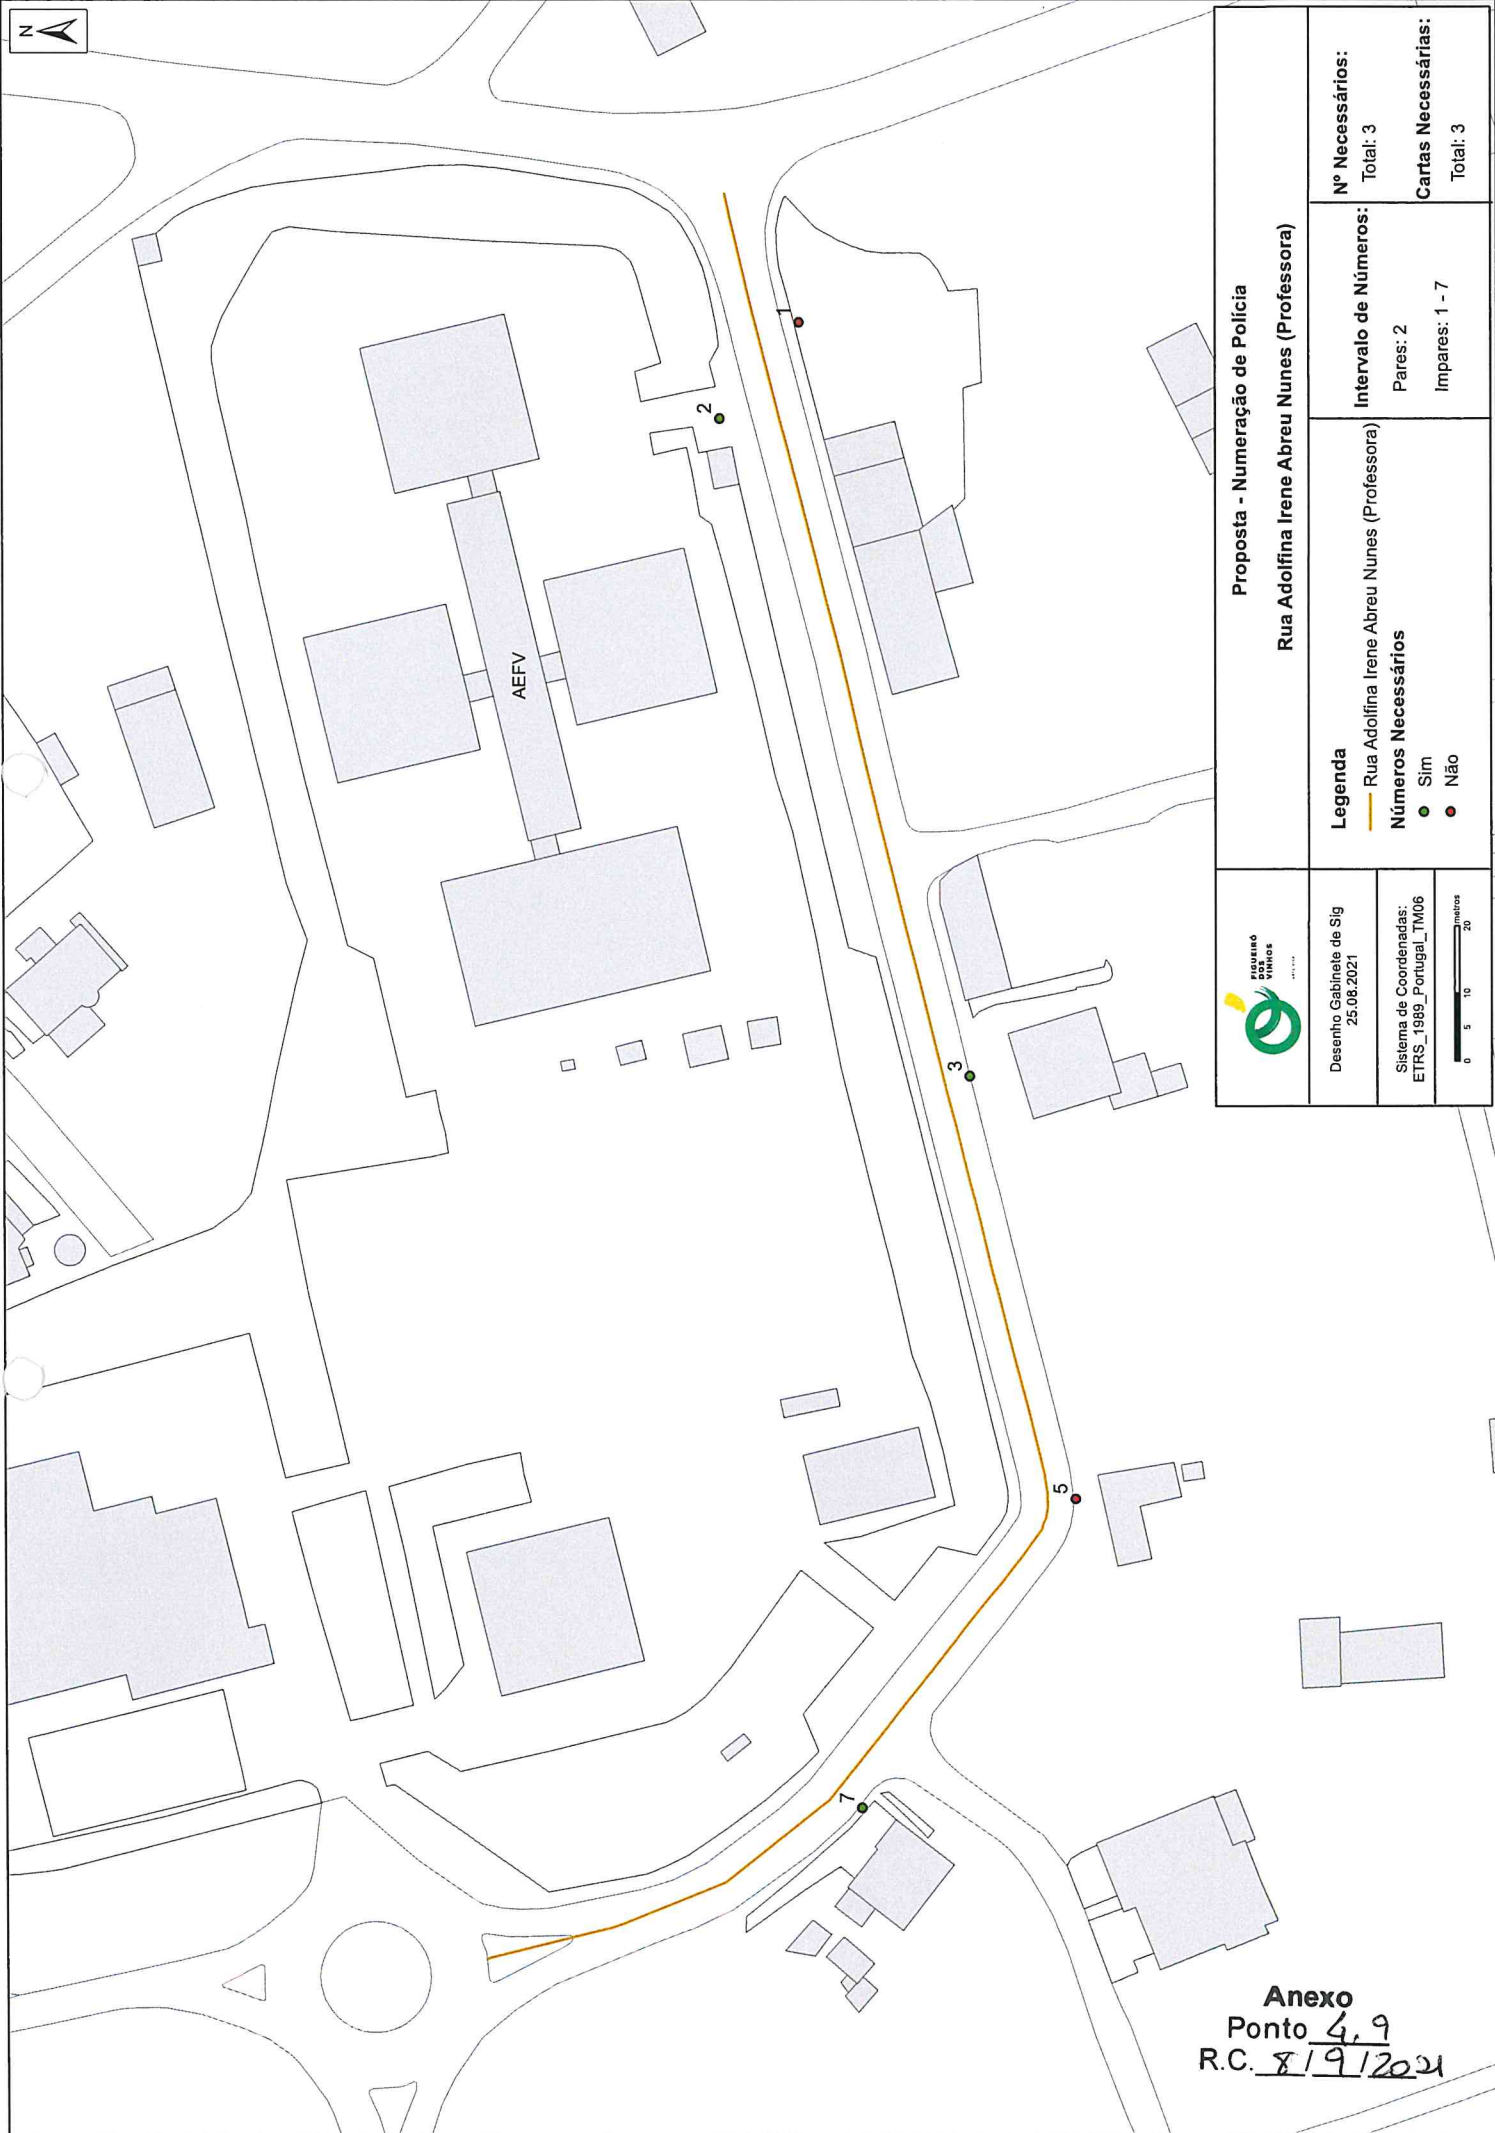 N
AEFV
1
2
3
5
7
Proposta - Numeração de Polícia
Rua Adolfina Irene Abreu Nunes (Professora)
FIGUEIRÓ
DOS
VINHOS
Desenho Gabinete de Sig
25.08.2021
Sistema de Coordenadas:
ETRS_1989_Portugal_TM06
0 5 10 20 metros
Legenda
Rua Adolfina Irene Abreu Nunes (Professora)
Números Necessários
Sim
Não
Intervalo de Números:
Pares: 2
Impares: 1 - 7
Nº Necessários:
Total: 3
Cartas Necessárias:
Total: 3
Anexo
Ponto 4.9
R.C. 8/9/2021